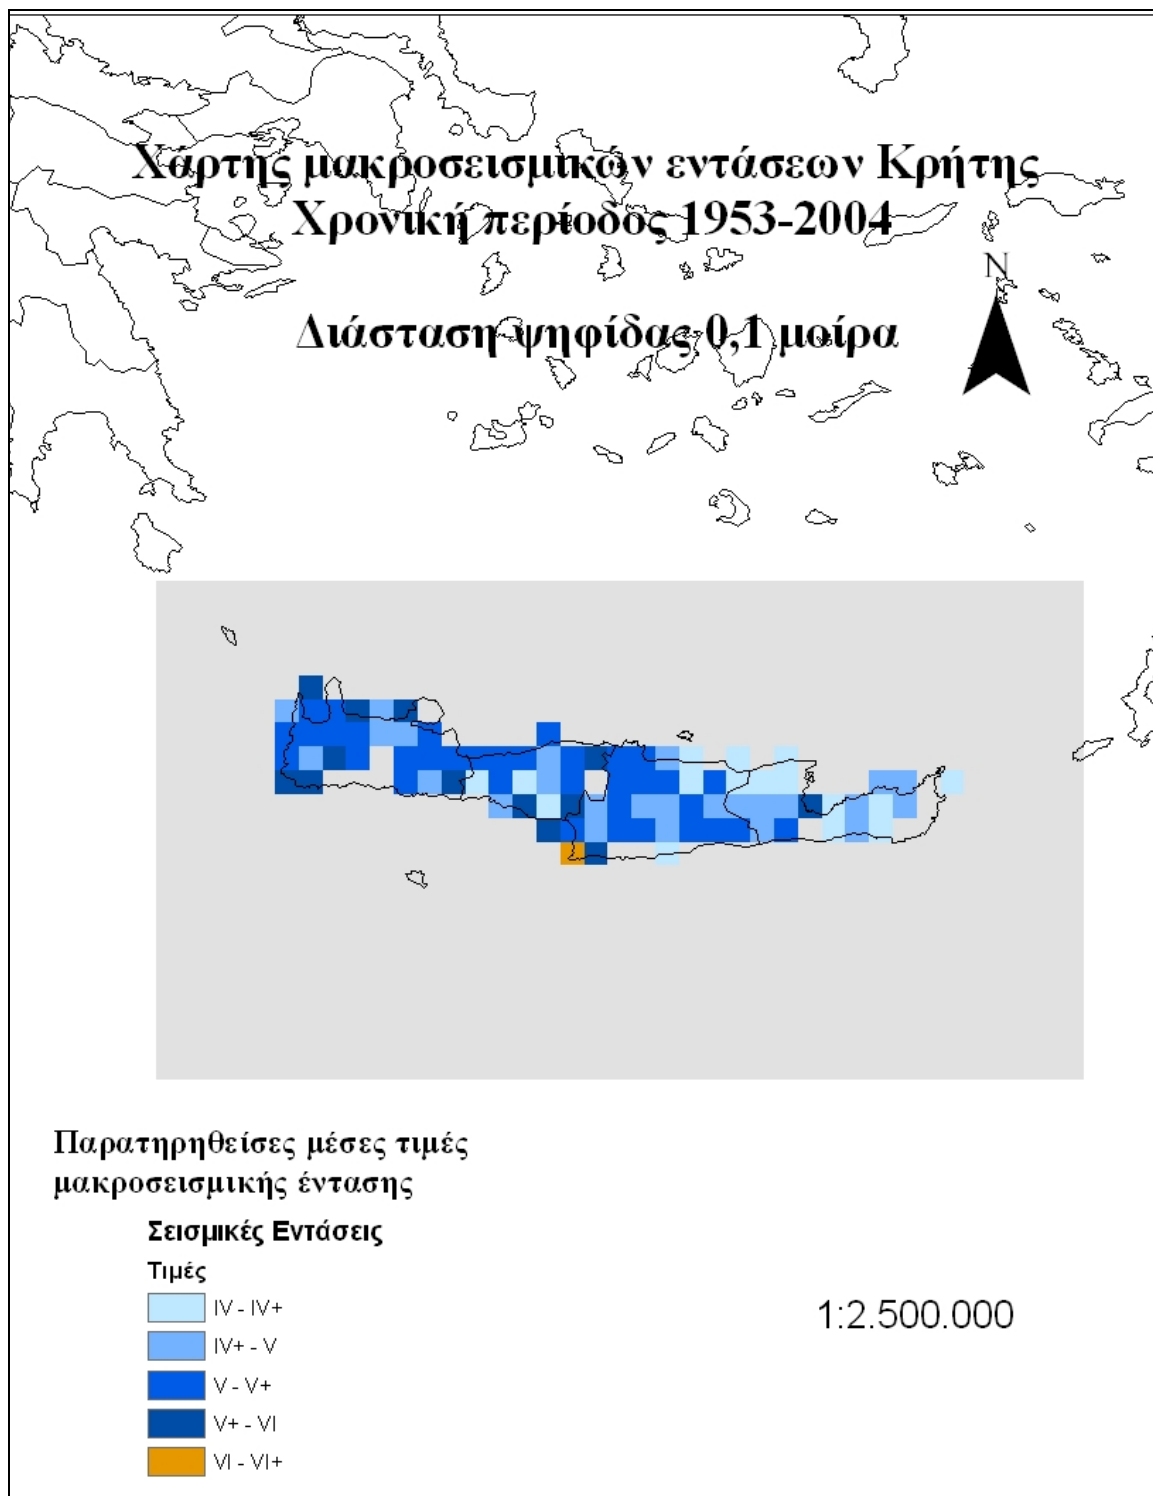 Χάρτης μακροσεισμικών εντάσεων Κρήτης
Χρονική περίοδος 1953-2004
N
Διάσταση ψηφίδας 0,1 μοίρα
Παρατηρηθείσες μέσες τιμές
μακροσεισμικής έντασης
Σεισμικές Εντάσεις
Τιμές
IV - IV+
IV+ - V
V - V+
V+ - VI
VI - VI+
1:2.500.000